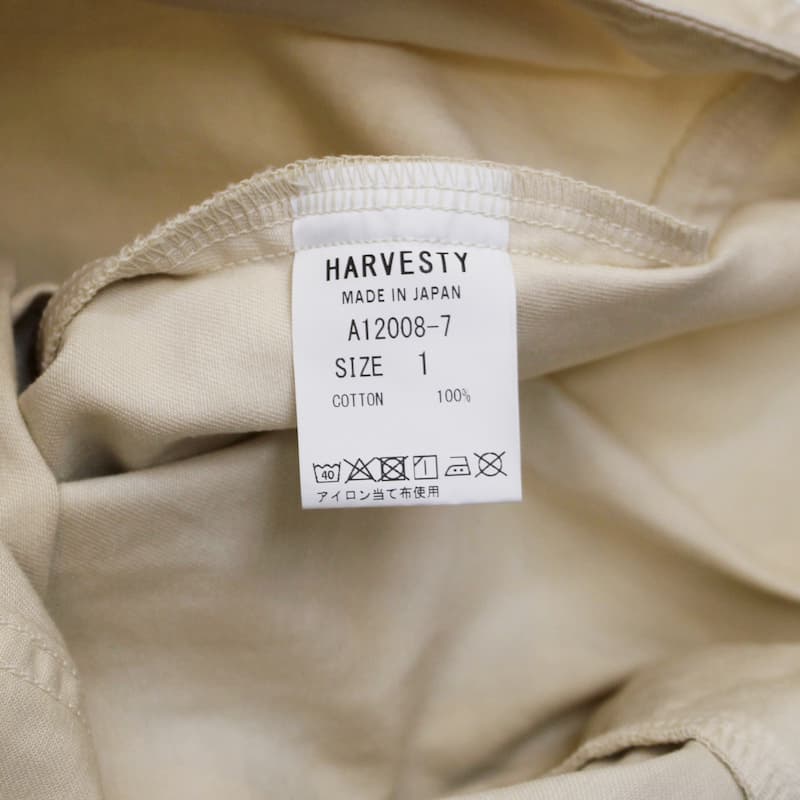 HARVESTY
MADE IN JAPAN
A12008-7
SIZE 1
COTTON 100%
40
アイロン当て布使用